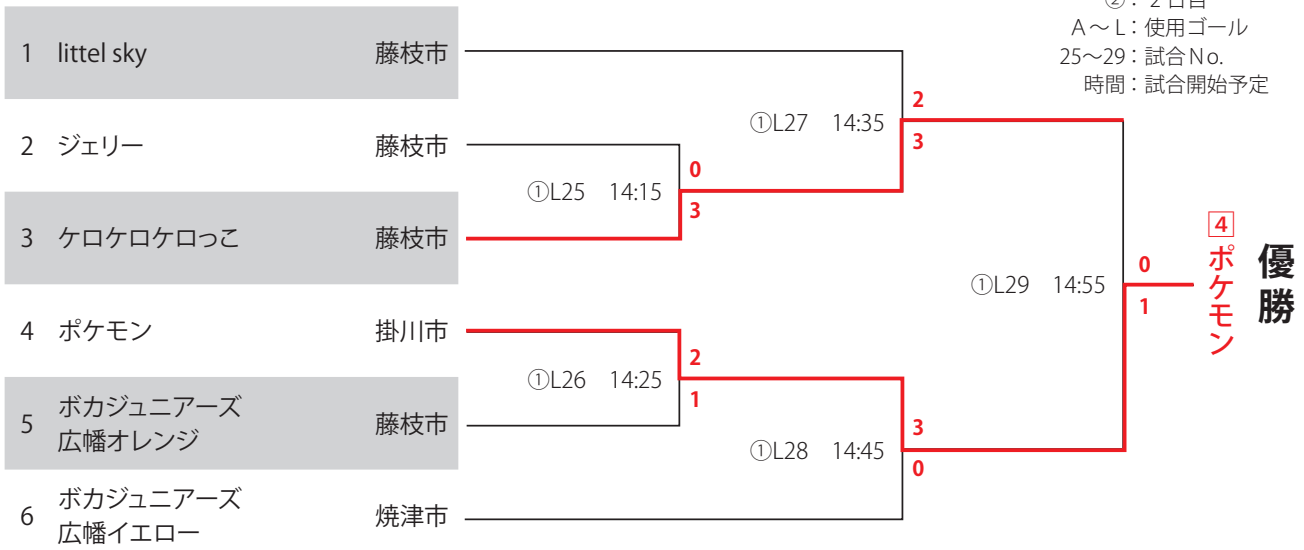 ②：２日目
A～L：使用ゴール
25～29：試合No.
時間：試合開始予定
1 littel sky 藤枝市
2 ジェリー 藤枝市
3 ケロケロケロっこ 藤枝市
4 ポケモン 掛川市
5 ボカジュニアーズ
広幡オレンジ 藤枝市
6 ボカジュニアーズ
広幡イエロー 焼津市
①L25 14:15
0
3
①L26 14:25
2
1
①L27 14:35
2
3
①L28 14:45
3
0
①L29 14:55
0
1
4 ポケモン
優勝